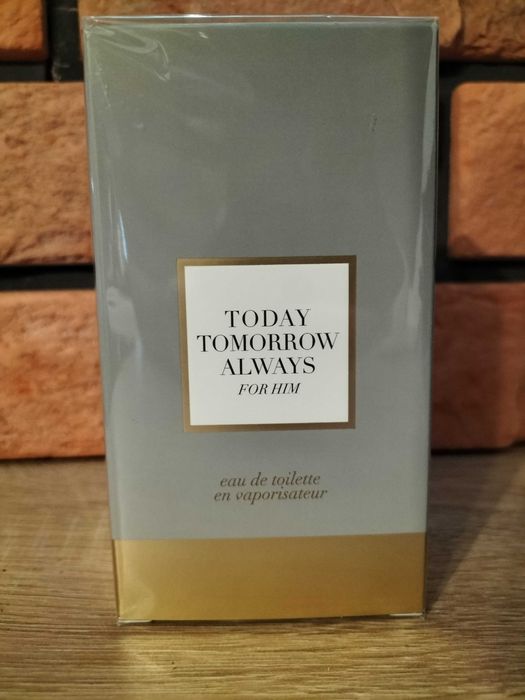 TODAY
TOMORROW
ALWAYS
FOR HIM
eau de toilette
en vaporisateur